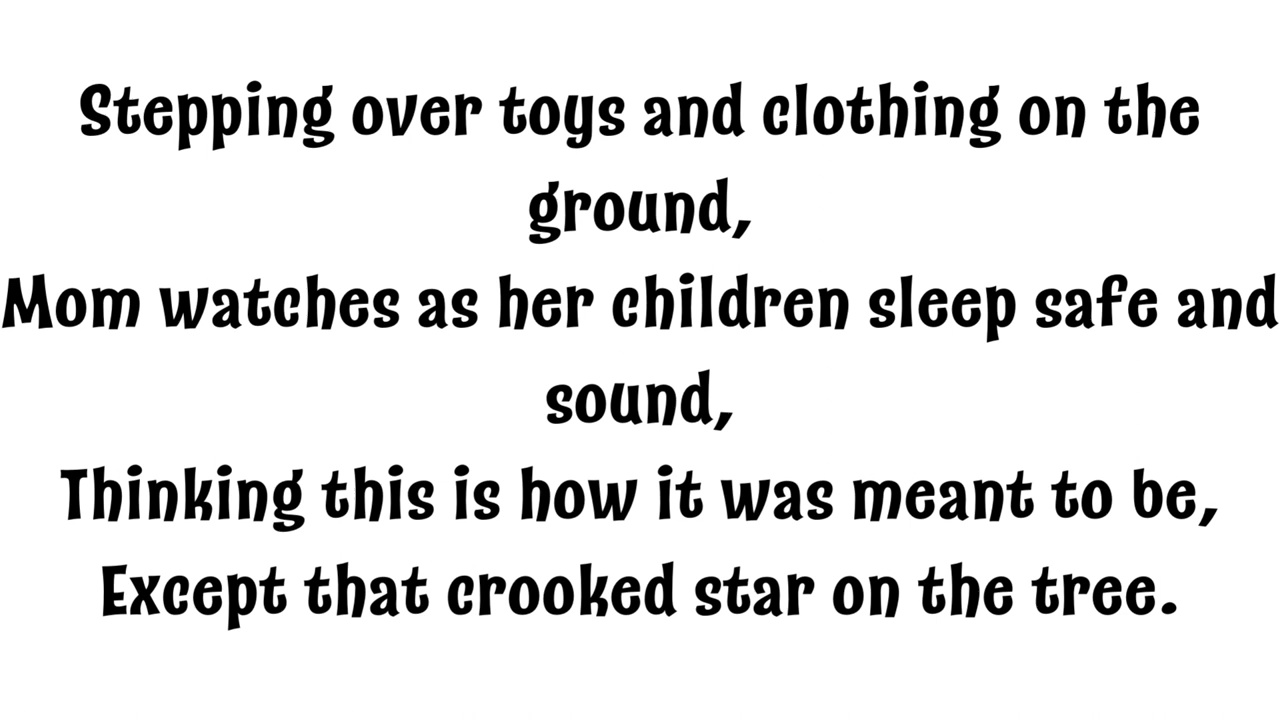 Stepping over toys and clothing on the
ground,
Mom watches as her children sleep safe and
sound,
Thinking this is how it was meant to be,
Except that crooked star on the tree.